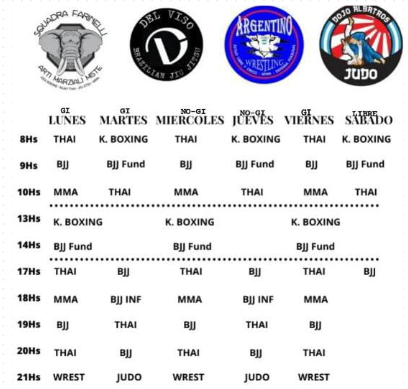 SQUADRA FARINELLI
ARTI MARZIALI MISTE
DEL VISO
BRAZILIAN JIU JITSU
ARGENTINO
WRESTLING
DOJO ALBATROS
JUDO
GI GI NO-GI NO-GI GI LIBRE
LUNES MARTES MIERCOLES JUEVES VIERNES SABADO
8Hs THAI K. BOXING THAI K. BOXING THAI K. BOXING
9Hs BJJ BJJ Fund BJJ BJJ Fund BJJ BJJ Fund
10Hs MMA THAI MMA THAI MMA THAI
13Hs K. BOXING K. BOXING K. BOXING
14Hs BJJ Fund BJJ Fund BJJ Fund
17Hs THAI BJJ THAI BJJ THAI BJJ
18Hs MMA BJJ INF MMA BJJ INF MMA
19Hs BJJ THAI BJJ THAI BJJ
20Hs THAI BJJ THAI BJJ THAI
21Hs WREST JUDO WREST JUDO WREST